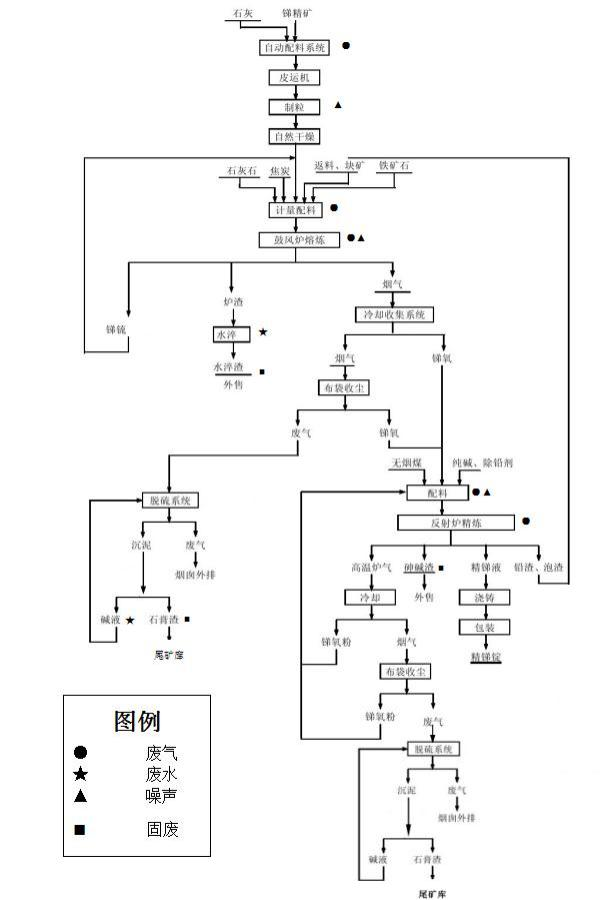 石灰 锑精矿
自动配料系统
皮运机
制粒
自然干燥
石灰石 焦炭 返料、块矿 铁矿石
计量配料
鼓风炉熔炼
烟气
炉渣
冷却收集系统
锑锍
水淬
烟气 锑氧
水淬渣
外售
布袋收尘
废气 锑氧
无烟煤 纯碱、除铅剂
配料
脱硫系统
反射炉精炼
沉泥 废气
高温炉气 砷碱渣 精锑液 铅渣、泡渣
烟囱外排
冷却 外售 浇铸
碱液 石膏渣
包装
锑氧粉 烟气
尾矿库
精锑锭
布袋收尘
锑氧粉 废气
图例
废气
废水
噪声
固废
脱硫系统
沉泥 废气
烟囱外排
碱液 石膏渣
尾矿库